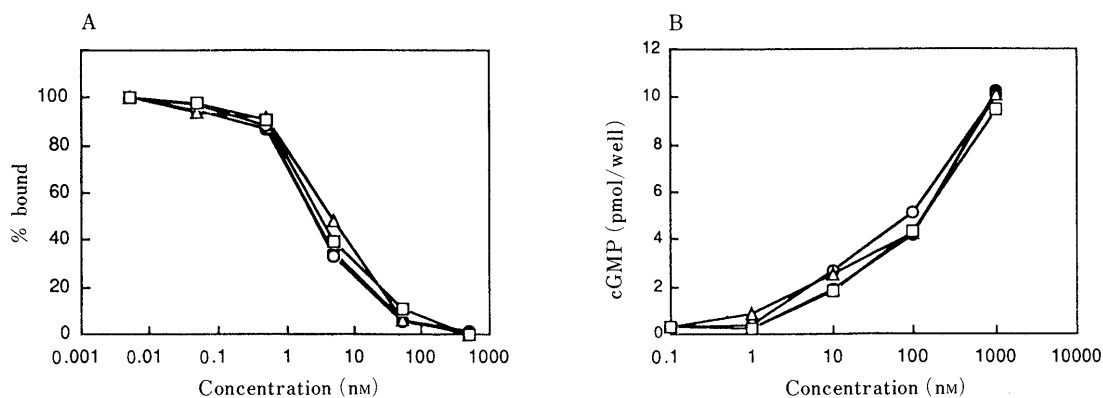 A
% bound
100
80
60
40
20
0
0.001 0.01 0.1 1 10 100 1000
Concentration (nM)
B
cGMP (pmol/well)
12
10
8
6
4
2
0
0.1 1 10 100 1000 10000
Concentration (nM)